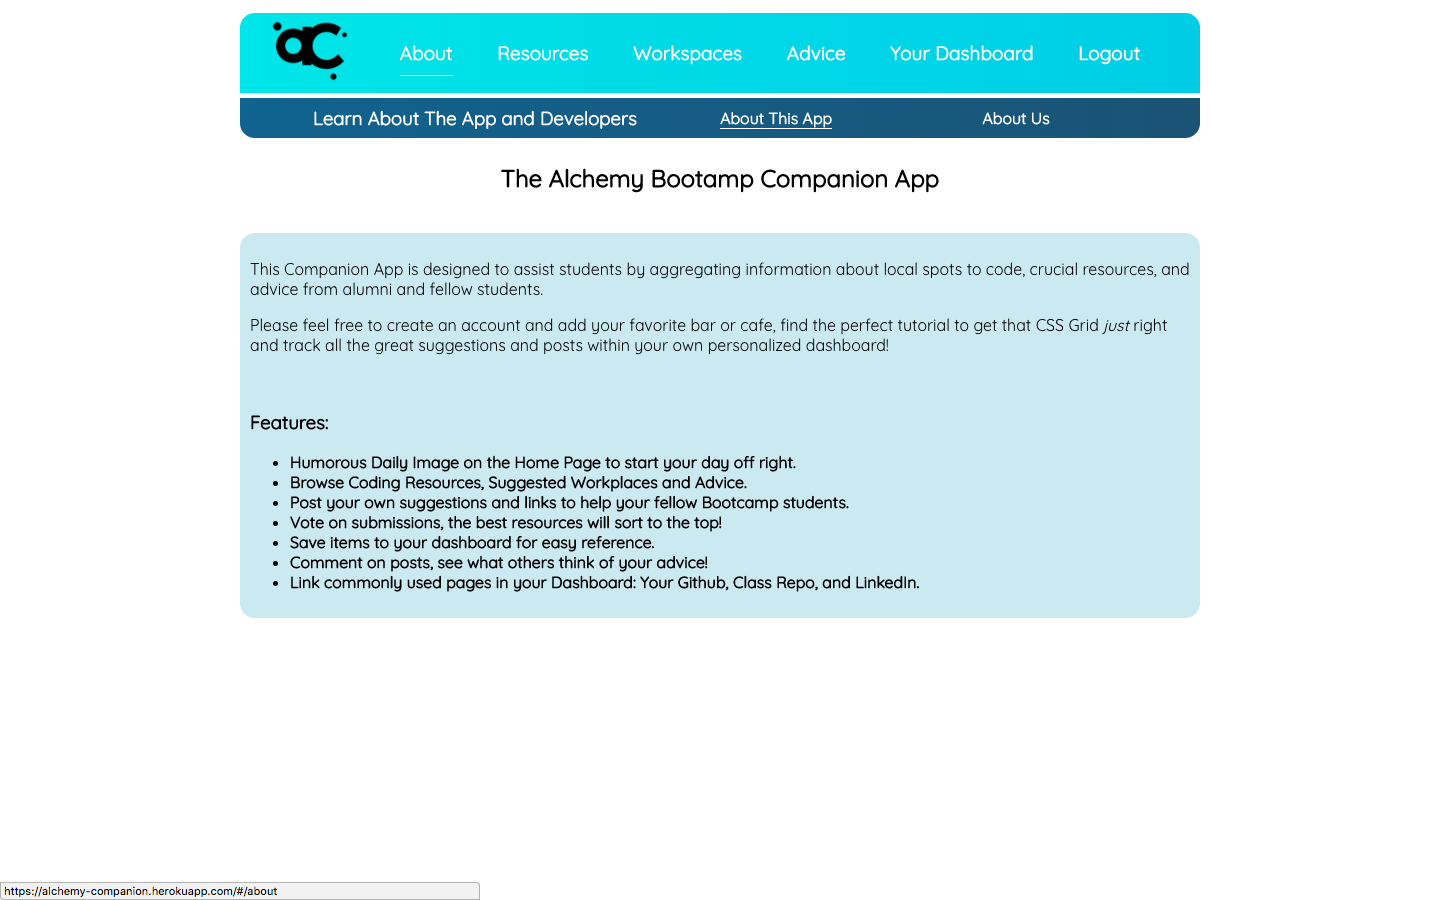 aC
About Resources Workspaces Advice Your Dashboard Logout
Learn About The App and Developers About This App About Us
The Alchemy Bootamp Companion App
This Companion App is designed to assist students by aggregating information about local spots to code, crucial resources, and
advice from alumni and fellow students.
Please feel free to create an account and add your favorite bar or cafe, find the perfect tutorial to get that CSS Grid just right
and track all the great suggestions and posts within your own personalized dashboard!
Features:
• Humorous Daily Image on the Home Page to start your day off right.
• Browse Coding Resources, Suggested Workplaces and Advice.
• Post your own suggestions and links to help your fellow Bootcamp students.
• Vote on submissions, the best resources will sort to the top!
• Save items to your dashboard for easy reference.
• Comment on posts, see what others think of your advice!
• Link commonly used pages in your Dashboard: Your Github, Class Repo, and LinkedIn.
https://alchemy-companion.herokuapp.com/#/about